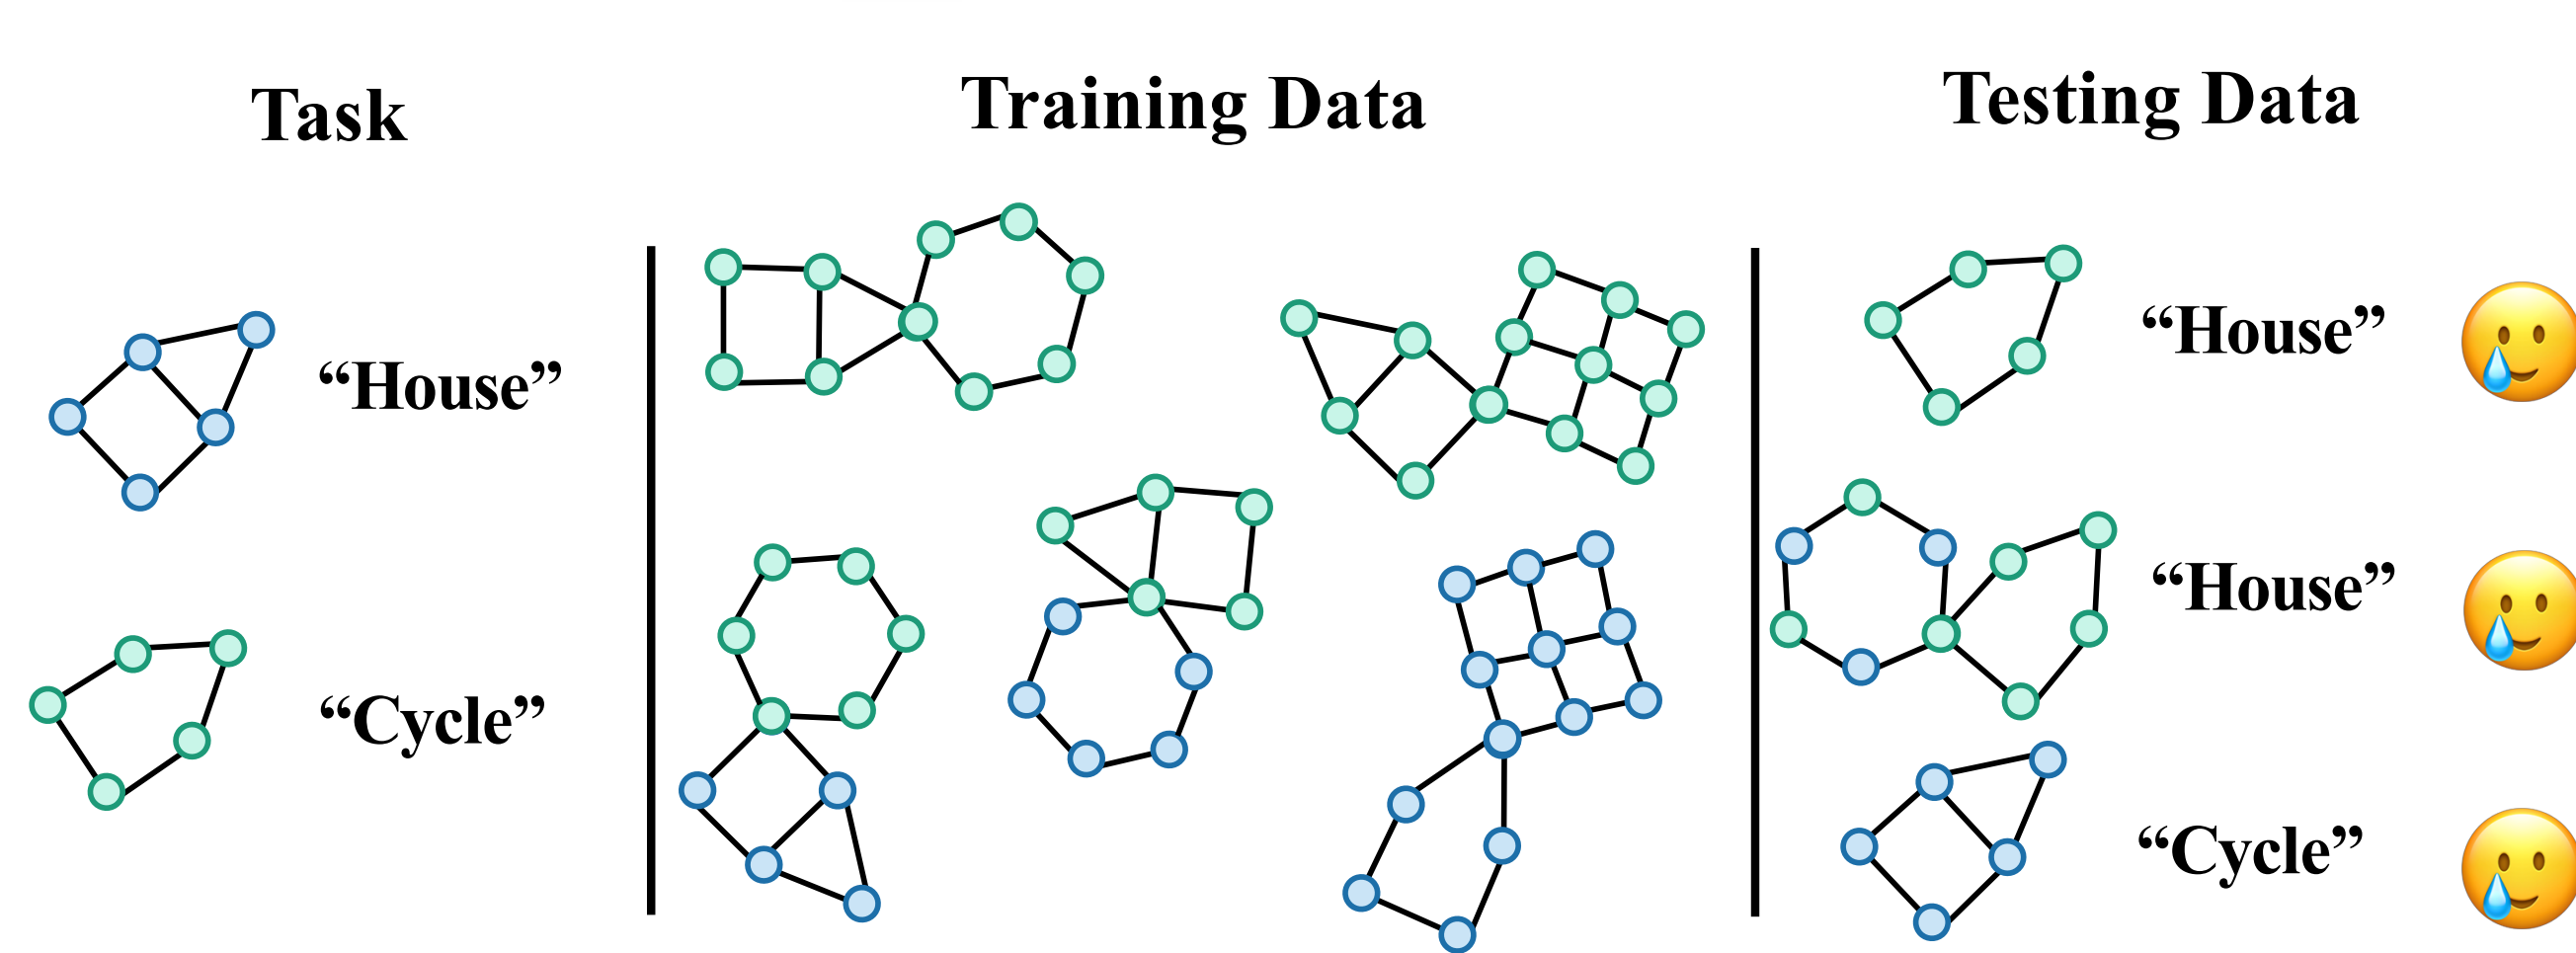 Task
Training Data
Testing Data
“House”
“Cycle”
“House”
“House”
“Cycle”